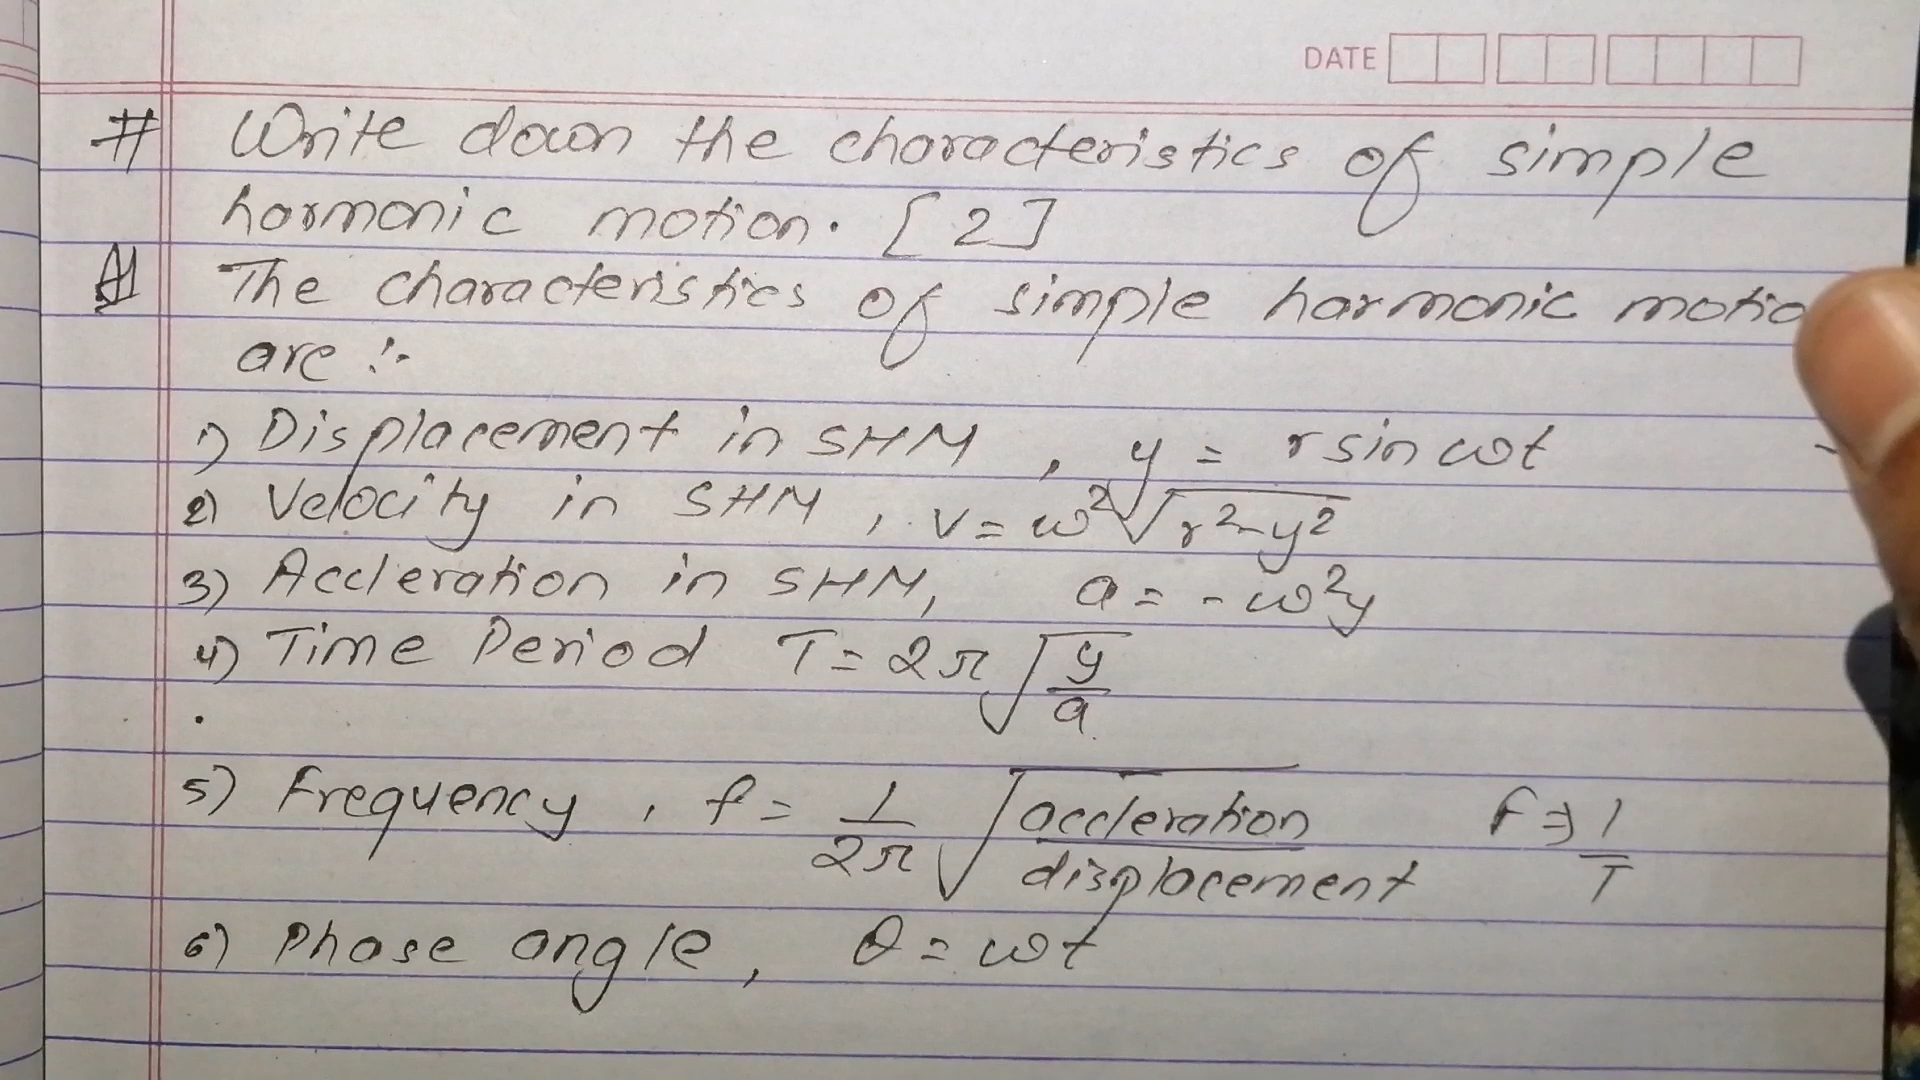 DATE
# Write down the characteristics of simple
harmonic motion. [2]
The characteristics of simple harmonic motio
are :-
1) Displacement in SHM , y = r sin ωt
2) Velocity in SHM , v = ω²√(r²-y²)
3) Accleration in SHM, a = -ω²y
4) Time Period T = 2π√(y/a)
5) Frequency , f = 1/2π √(accleration/displacement) f ⇒ 1/T
6) Phase angle, θ = ωt